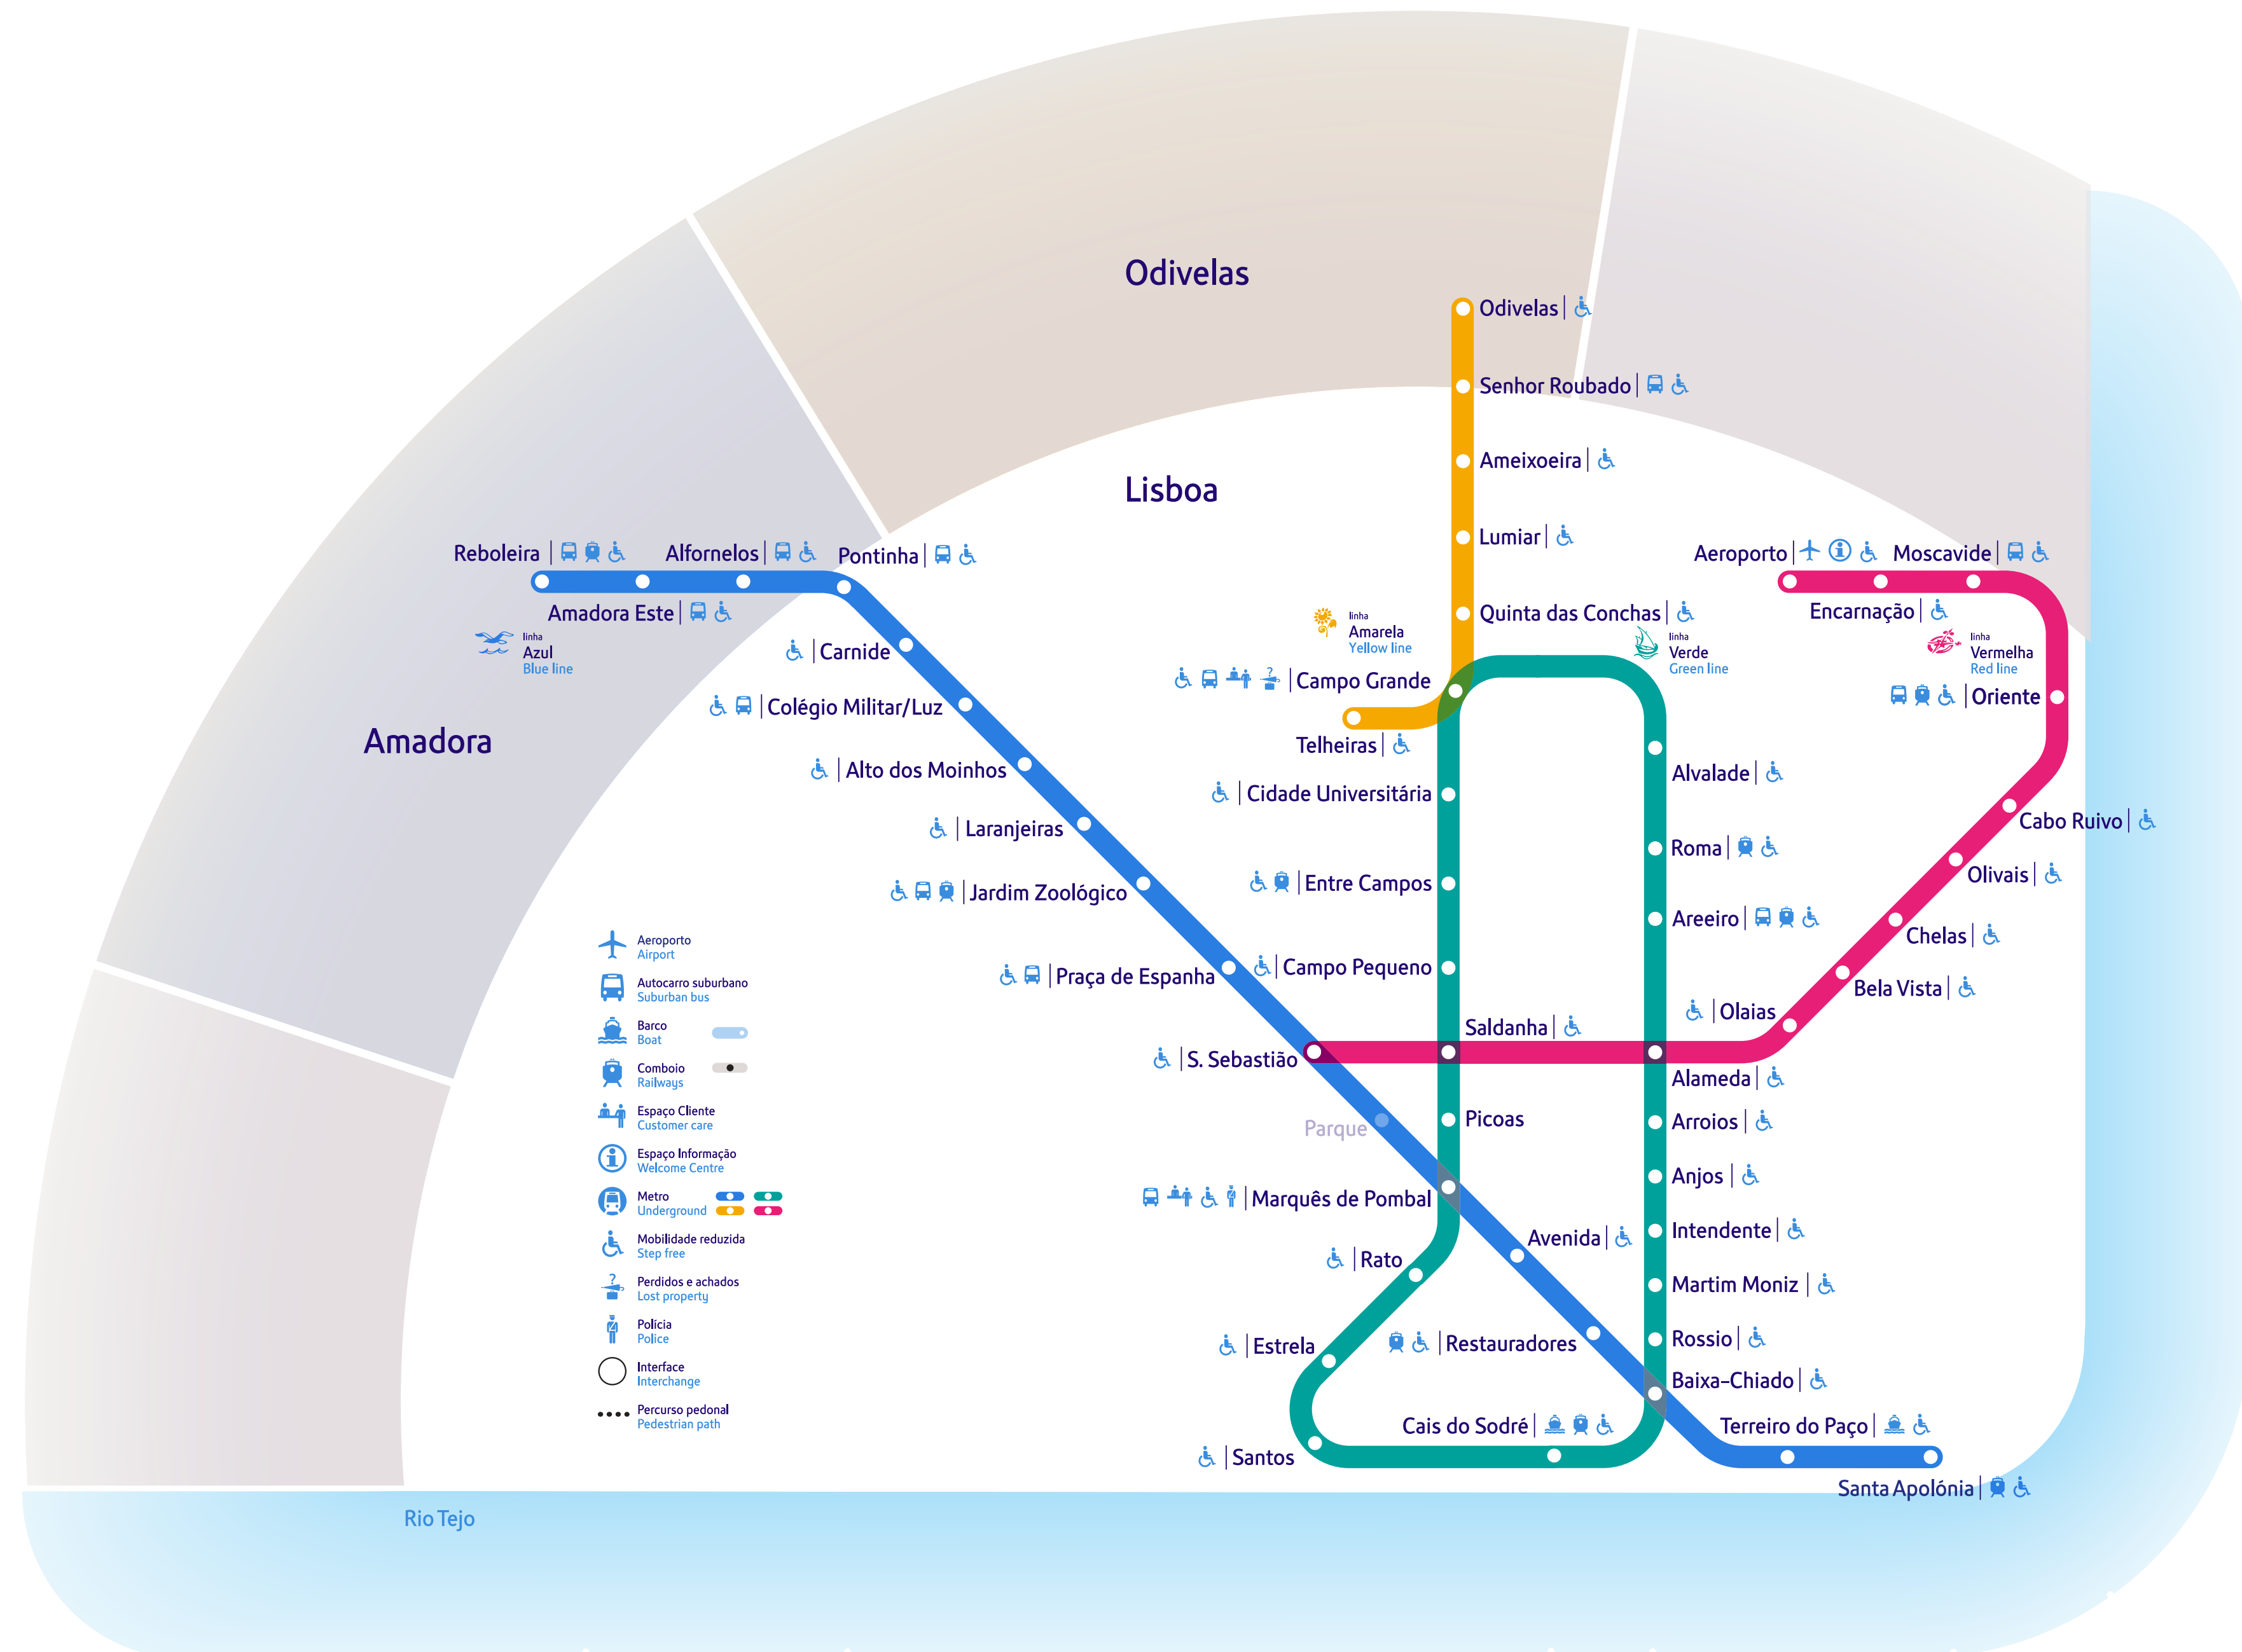 Odivelas
Odivelas
Senhor Roubado
Ameixoeira
Lisboa
Lumiar
Reboleira
Alfornelos
Pontinha
Aeroporto
Moscavide
Amadora Este
Quinta das Conchas
Encarnação
linha
Azul
Blue line
linha
Amarela
Yellow line
linha
Verde
Green line
linha
Vermelha
Red line
Carnide
Campo Grande
Oriente
Colégio Militar/Luz
Amadora
Telheiras
Alto dos Moinhos
Alvalade
Cidade Universitária
Cabo Ruivo
Laranjeiras
Roma
Olivais
Jardim Zoológico
Entre Campos
Areeiro
Chelas
Praça de Espanha
Campo Pequeno
Bela Vista
Olaias
Saldanha
S. Sebastião
Alameda
Parque
Picoas
Arroios
Anjos
Marquês de Pombal
Avenida
Intendente
Rato
Martim Moniz
Estrela
Restauradores
Rossio
Baixa-Chiado
Cais do Sodré
Terreiro do Paço
Santos
Santa Apolónia
Aeroporto
Airport
Autocarro suburbano
Suburban bus
Barco
Boat
Comboio
Railways
Espaço Cliente
Customer care
Espaço Informação
Welcome Centre
Metro
Underground
Mobilidade reduzida
Step free
Perdidos e achados
Lost property
Polícia
Police
Interface
Interchange
Percurso pedonal
Pedestrian path
Rio Tejo